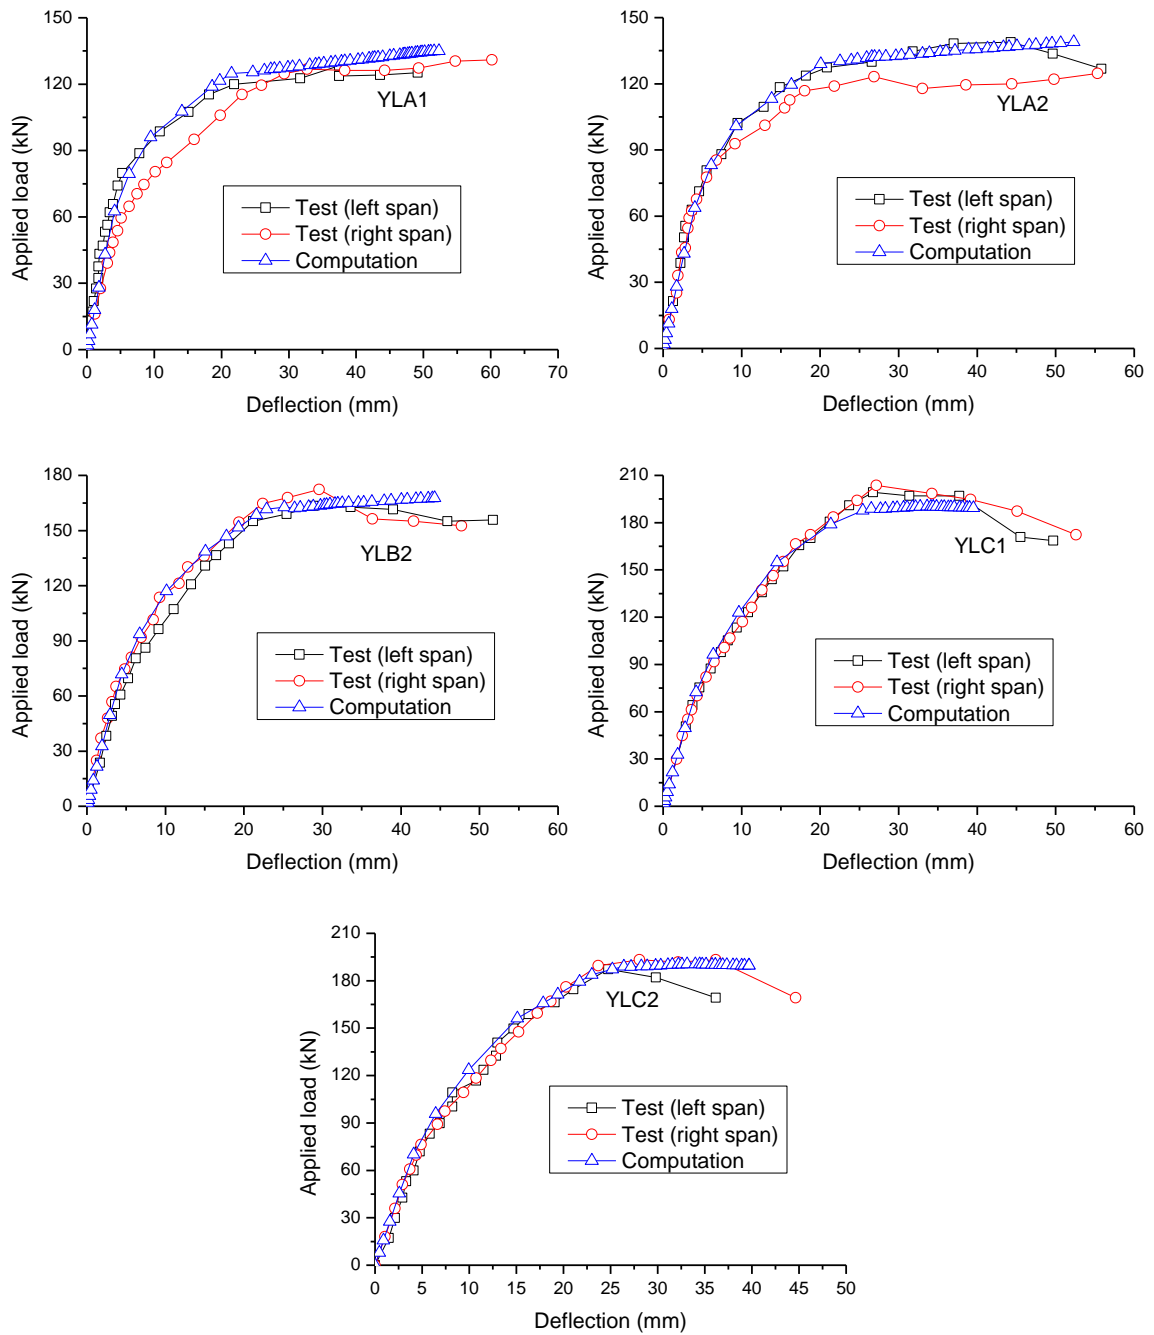 150
120
90
60
30
0
Applied load (kN)
YLA1
Test (left span)
Test (right span)
Computation
0 10 20 30 40 50 60 70
Deflection (mm)
150
120
90
60
30
0
Applied load (kN)
YLA2
Test (left span)
Test (right span)
Computation
0 10 20 30 40 50 60
Deflection (mm)
180
150
120
90
60
30
0
Applied load (kN)
YLB2
Test (left span)
Test (right span)
Computation
0 10 20 30 40 50 60
Deflection (mm)
210
180
150
120
90
60
30
0
Applied load (kN)
YLC1
Test (left span)
Test (right span)
Computation
0 10 20 30 40 50 60
Deflection (mm)
210
180
150
120
90
60
30
0
Applied load (kN)
YLC2
Test (left span)
Test (right span)
Computation
0 5 10 15 20 25 30 35 40 45 50
Deflection (mm)